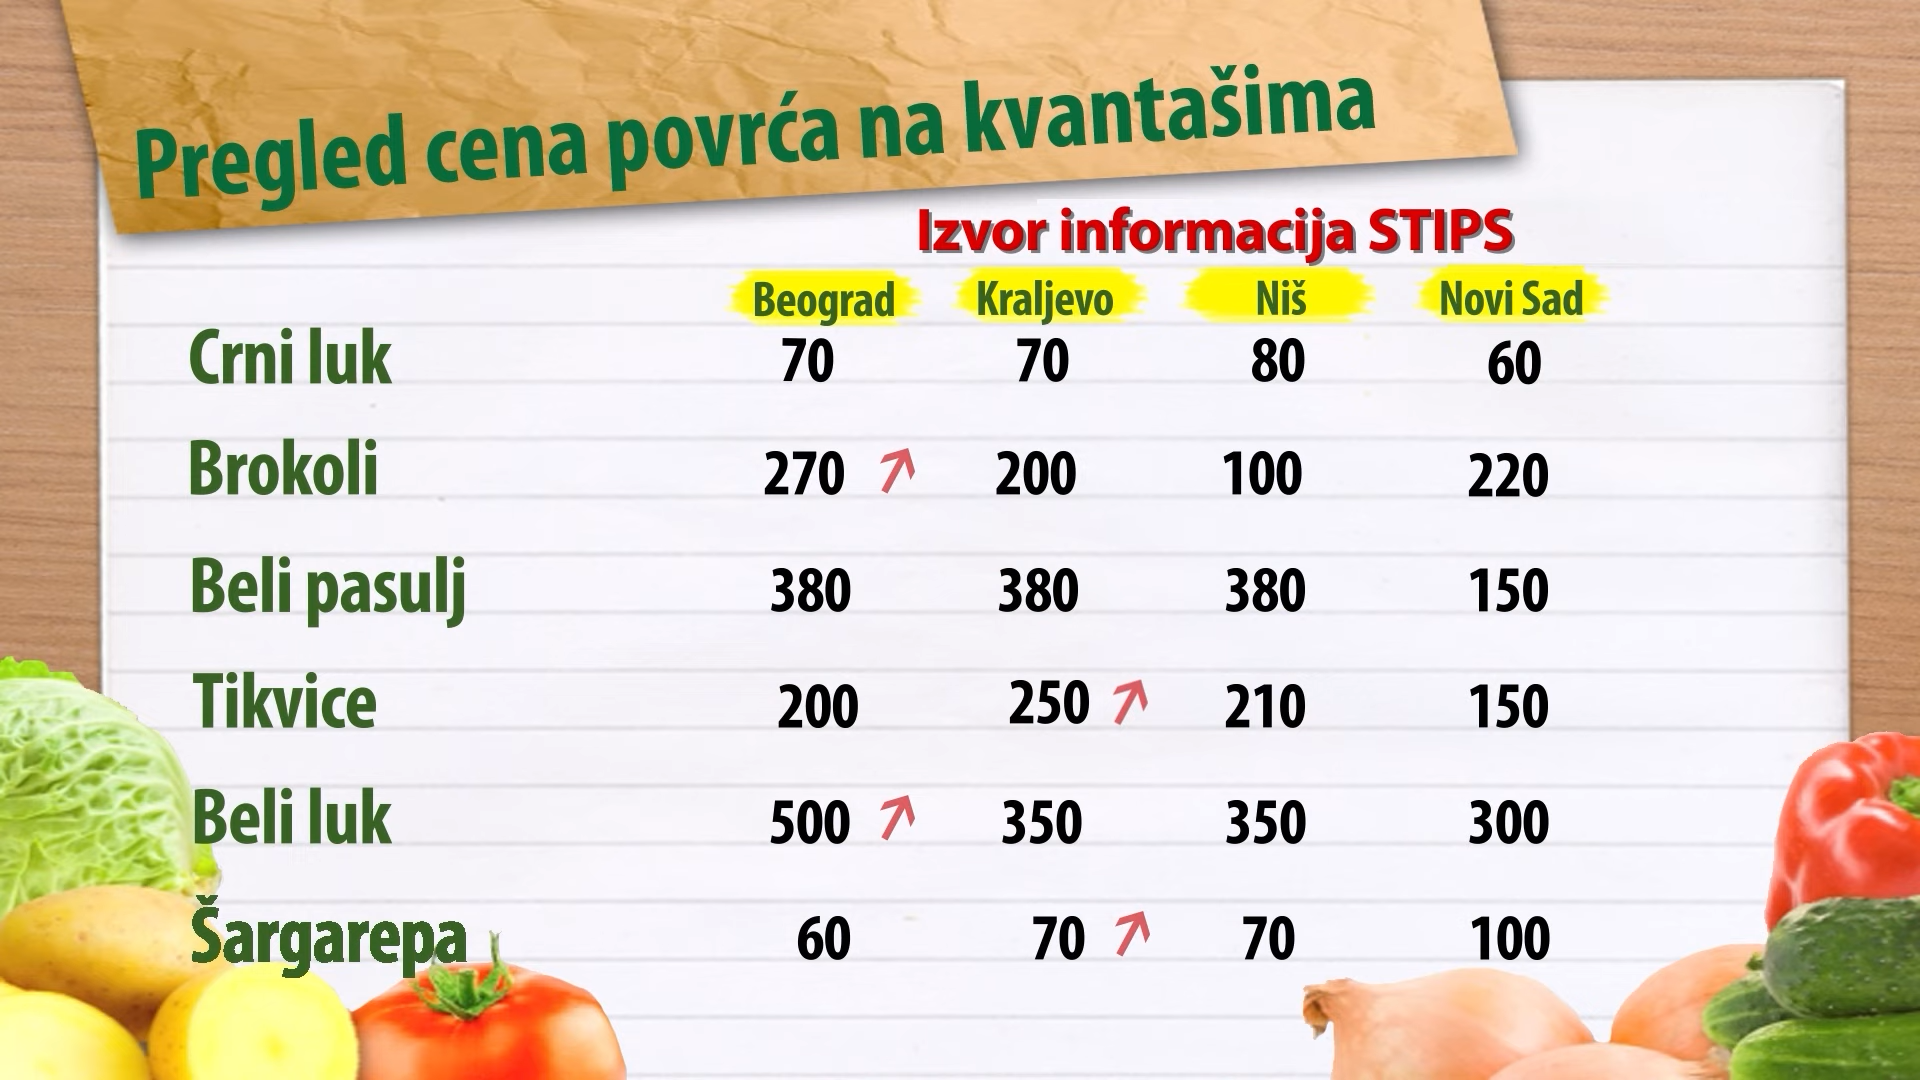 Pregled cena povrća na kvantašima
Izvor informacija STIPS
Beograd Kraljevo Niš Novi Sad
Crni luk 70 70 80 60
Brokoli 270 200 100 220
Beli pasulj 380 380 380 150
Tikvice 200 250 210 150
Beli luk 500 350 350 300
Šargarepa 60 70 70 100